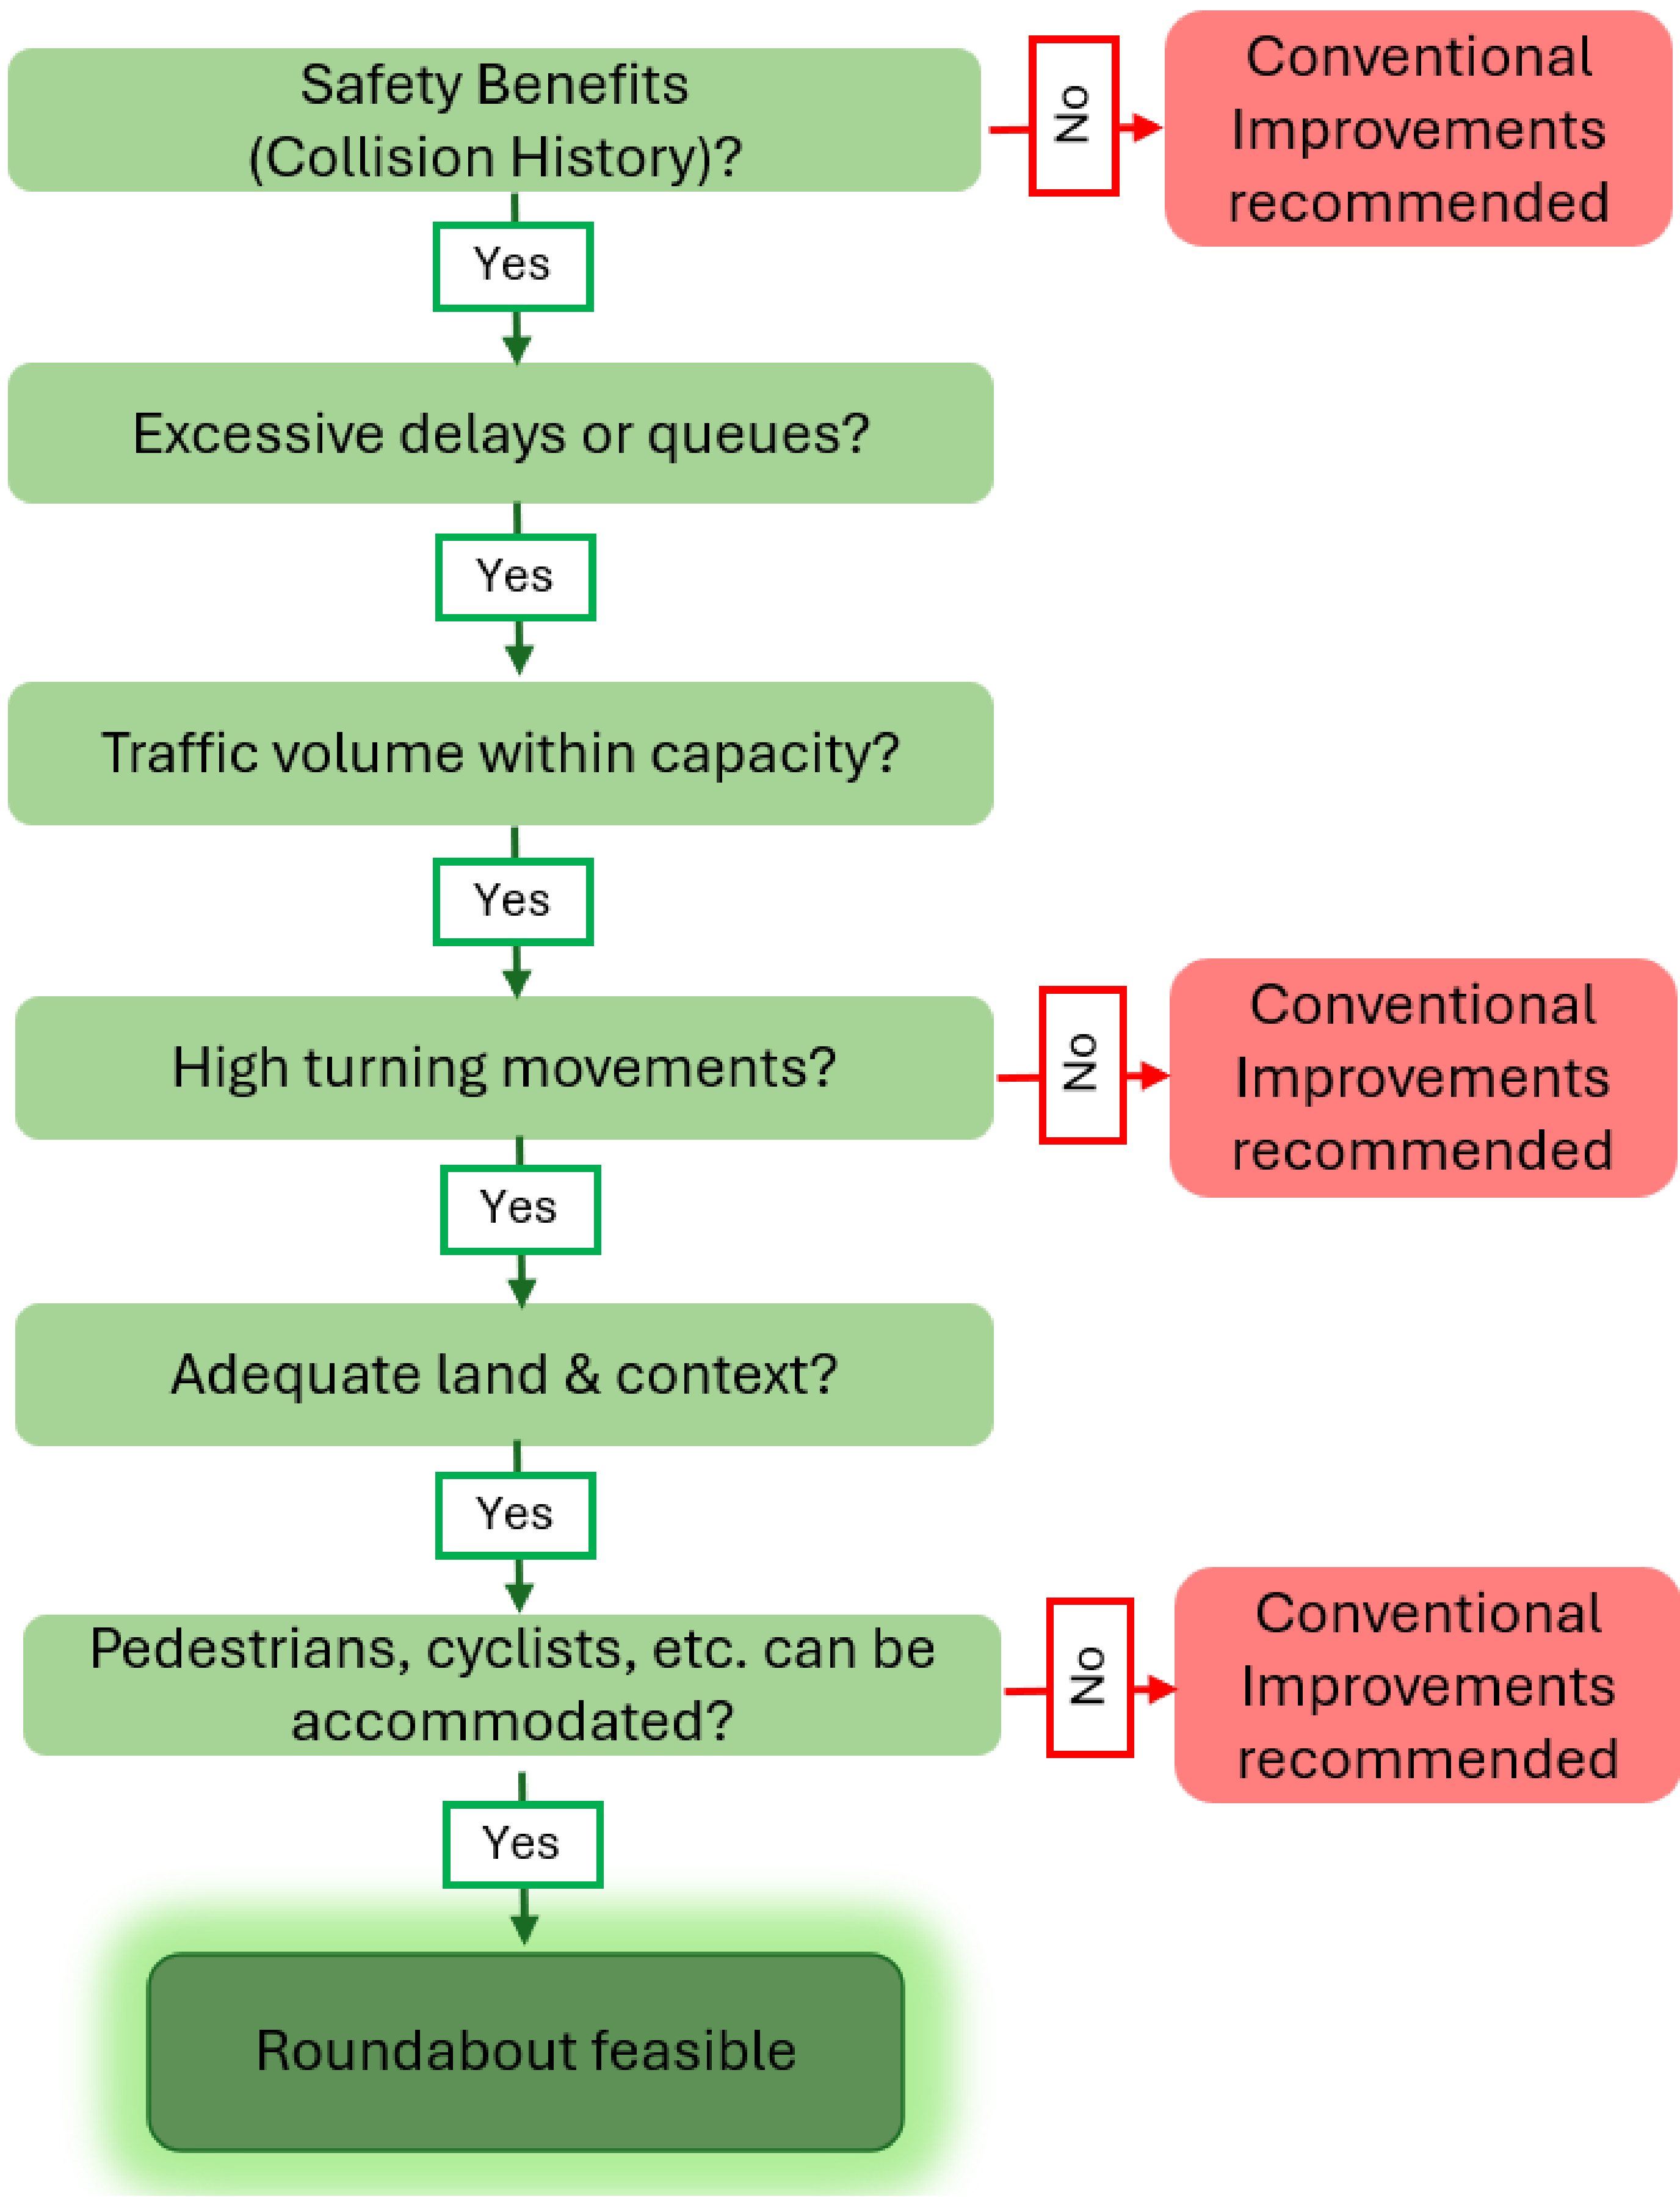 Safety Benefits
(Collision History)?
No
Conventional
Improvements
recommended
Yes
Excessive delays or queues?
Yes
Traffic volume within capacity?
Yes
High turning movements?
No
Conventional
Improvements
recommended
Yes
Adequate land & context?
Yes
Pedestrians, cyclists, etc. can be
accommodated?
No
Conventional
Improvements
recommended
Yes
Roundabout feasible